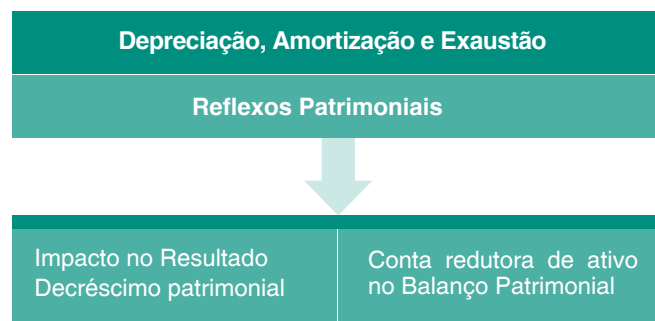 Depreciação, Amortização e Exaustão
Reflexos Patrimoniais
Impacto no Resultado
Decréscimo patrimonial
Conta redutora de ativo
no Balanço Patrimonial